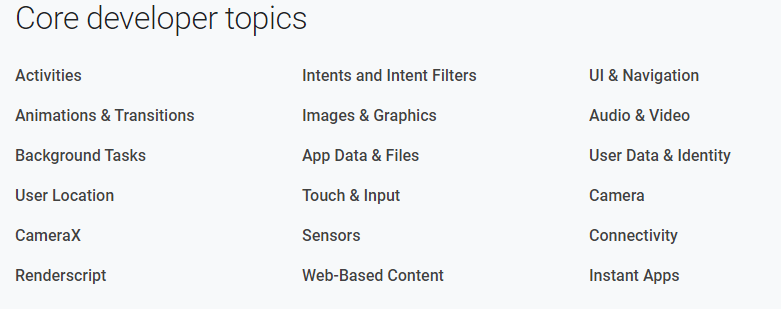 Core developer topics
Activities
Intents and Intent Filters
UI & Navigation
Animations & Transitions
Images & Graphics
Audio & Video
Background Tasks
App Data & Files
User Data & Identity
User Location
Touch & Input
Camera
CameraX
Sensors
Connectivity
Renderscript
Web-Based Content
Instant Apps